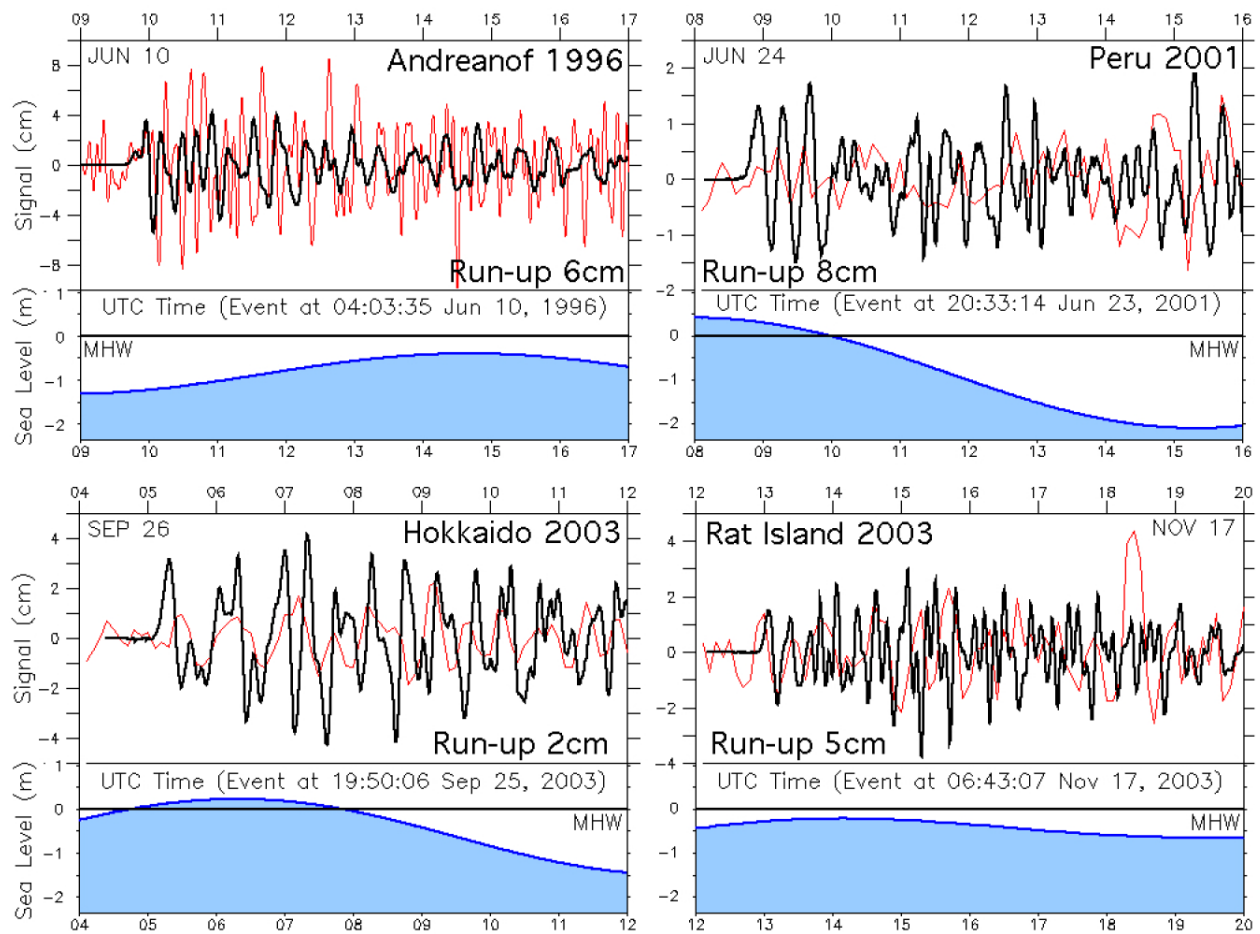 09 10 11 12 13 14 15 16 17
JUN 10
Andreanof 1996
8
4
0
-4
-8
Signal (cm)
Run-up 6cm
1
0
-1
-2
Sea Level (m)
UTC Time (Event at 04:03:35 Jun 10, 1996)
MHW
09 10 11 12 13 14 15 16 17
08 09 10 11 12 13 14 15 16
JUN 24
Peru 2001
2
1
0
-1
-2
Run-up 8cm
UTC Time (Event at 20:33:14 Jun 23, 2001)
0
-1
-2
MHW
08 09 10 11 12 13 14 15 16
04 05 06 07 08 09 10 11 12
SEP 26
Hokkaido 2003
4
2
0
-2
-4
Signal (cm)
Run-up 2cm
1
0
-1
-2
Sea Level (m)
UTC Time (Event at 19:50:06 Sep 25, 2003)
MHW
04 05 06 07 08 09 10 11 12
12 13 14 15 16 17 18 19 20
Rat Island 2003
NOV 17
4
2
0
-2
-4
Run-up 5cm
UTC Time (Event at 06:43:07 Nov 17, 2003)
0
-1
-2
MHW
12 13 14 15 16 17 18 19 20